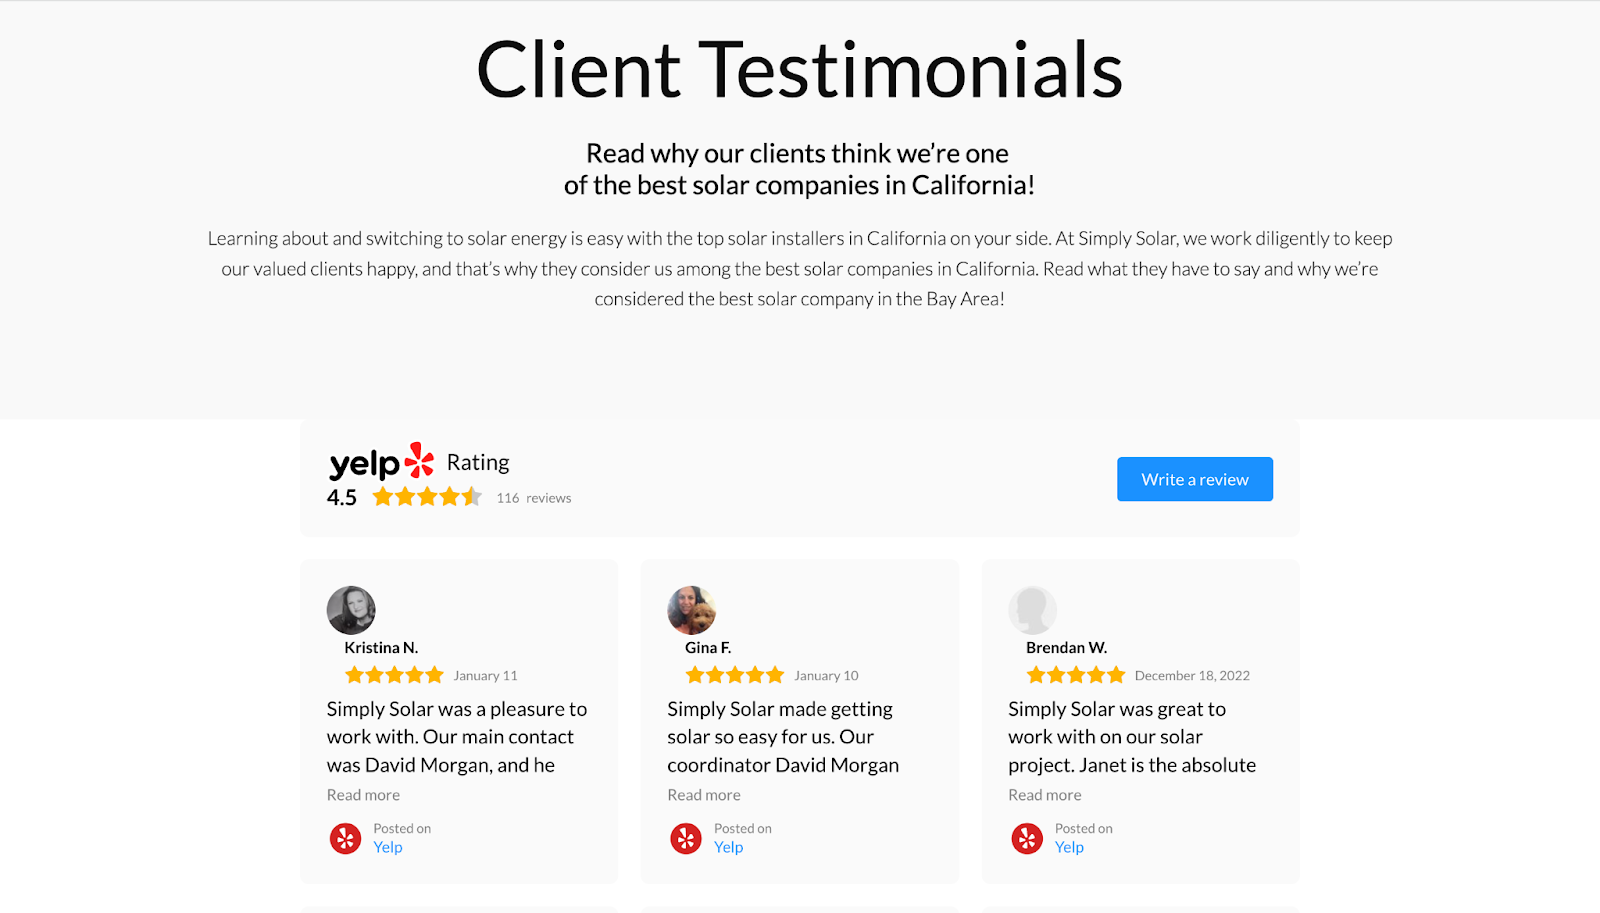 Client Testimonials
Read why our clients think we’re one
of the best solar companies in California!
Learning about and switching to solar energy is easy with the top solar installers in California on your side. At Simply Solar, we work diligently to keep
our valued clients happy, and that’s why they consider us among the best solar companies in California. Read what they have to say and why we’re
considered the best solar company in the Bay Area!
yelp Rating
4.5 116 reviews
Write a review
Kristina N.
January 11
Simply Solar was a pleasure to
work with. Our main contact
was David Morgan, and he
Read more
Posted on
Yelp
Gina F.
January 10
Simply Solar made getting
solar so easy for us. Our
coordinator David Morgan
Read more
Posted on
Yelp
Brendan W.
December 18, 2022
Simply Solar was great to
work with on our solar
project. Janet is the absolute
Read more
Posted on
Yelp